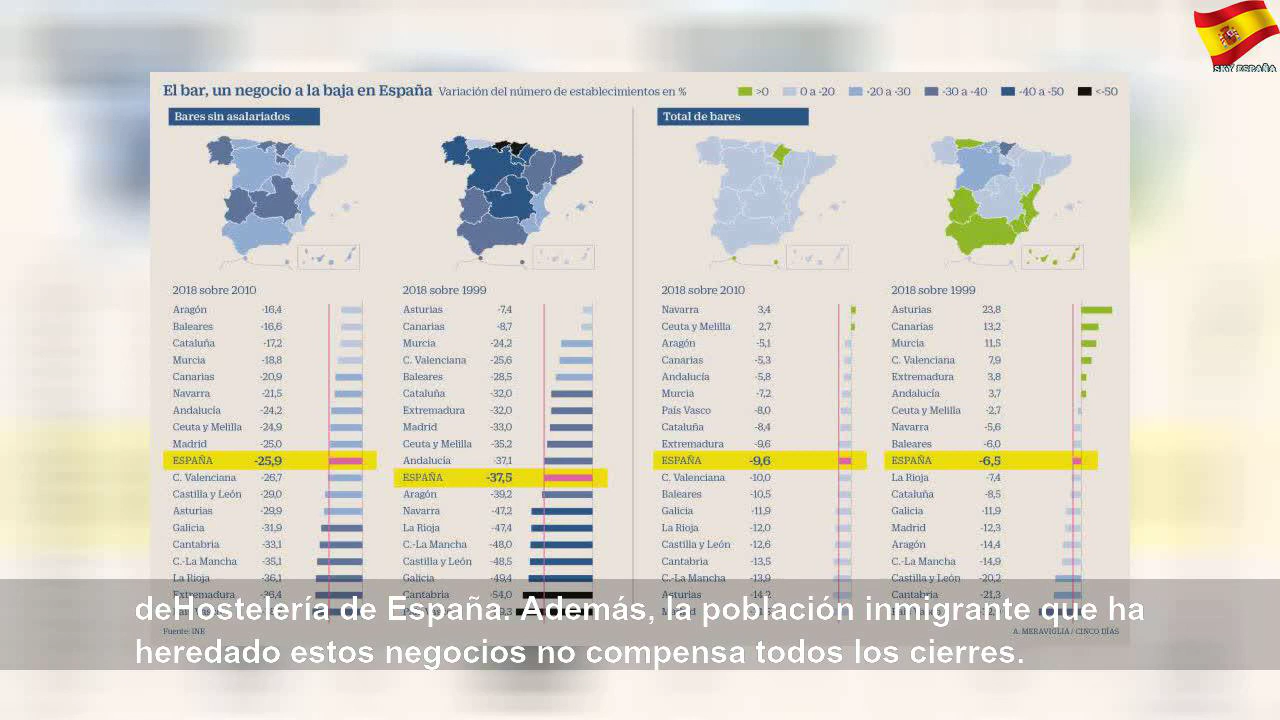 SKY ESPAÑA
El bar, un negocio a la baja en España Variación del número de establecimientos en % >0 0 a -20 -20 a -30 -30 a -40 -40 a -50 <-50
Bares sin asalariados
Total de bares
2018 sobre 2010
Aragón -16,4
Baleares -16,6
Cataluña -17,2
Murcia -18,8
Canarias -20,9
Navarra -21,5
Andalucía -24,2
Ceuta y Melilla -24,9
Madrid -25,0
ESPAÑA -25,9
C. Valenciana -26,7
Castilla y León -29,0
Asturias -29,9
Galicia -31,9
Cantabria -33,1
C.-La Mancha -35,1
La Rioja -36,1
Extremadura -36,4
2018 sobre 1999
Asturias -7,4
Canarias -8,7
Murcia -24,2
C. Valenciana -25,6
Baleares -28,5
Cataluña -32,0
Extremadura -32,0
Madrid -33,0
Ceuta y Melilla -35,2
Andalucía -37,1
ESPAÑA -37,5
Aragón -39,2
Navarra -47,2
La Rioja -47,4
C.-La Mancha -48,0
Castilla y León -48,5
Galicia -49,4
Cantabria -54,0
2018 sobre 2010
Navarra 3,4
Ceuta y Melilla 2,7
Aragón -5,1
Canarias -5,3
Andalucía -5,8
Murcia -7,2
País Vasco -8,0
Cataluña -8,4
Extremadura -9,6
ESPAÑA -9,6
C. Valenciana -10,0
Baleares -10,5
Galicia -11,9
La Rioja -12,0
Castilla y León -12,6
Cantabria -13,5
C.-La Mancha -13,9
Asturias
2018 sobre 1999
Asturias 23,8
Canarias 13,2
Murcia 11,5
C. Valenciana 7,9
Extremadura 3,8
Andalucía 3,7
Ceuta y Melilla -2,7
Navarra -5,6
Baleares -6,0
ESPAÑA -6,5
La Rioja -7,4
Cataluña -8,5
Galicia -11,9
Madrid -12,3
Aragón -14,4
C.-La Mancha -14,9
Castilla y León -20,2
Cantabria -21,3
deHostelería de España. Además, la población inmigrante que ha
heredado estos negocios no compensa todos los cierres.
Fuente: INE
A. MERAVIGLIA / CINCO DÍAS